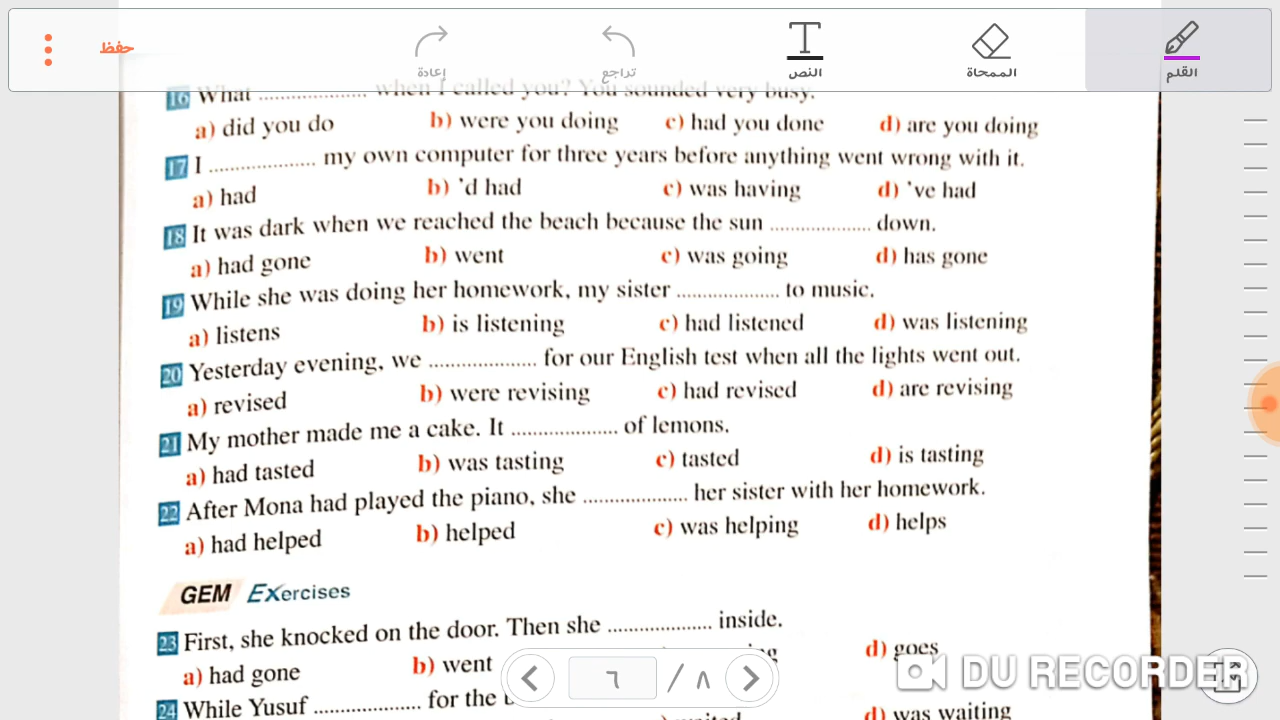 حفظ
إعادة
تراجع
النص
الممحاة
القلم
16 What .................. when I called you? You sounded very busy.
a) did you do b) were you doing c) had you done d) are you doing
17 I .................. my own computer for three years before anything went wrong with it.
a) had b) 'd had c) was having d) 've had
18 It was dark when we reached the beach because the sun .................. down.
a) had gone b) went c) was going d) has gone
19 While she was doing her homework, my sister .................. to music.
a) listens b) is listening c) had listened d) was listening
20 Yesterday evening, we .................. for our English test when all the lights went out.
a) revised b) were revising c) had revised d) are revising
21 My mother made me a cake. It .................. of lemons.
a) had tasted b) was tasting c) tasted d) is tasting
22 After Mona had played the piano, she .................. her sister with her homework.
a) had helped b) helped c) was helping d) helps
GEM Exercises
23 First, she knocked on the door. Then she .................. inside.
a) had gone b) went d) goes
٦ / ٨
DU RECORDER
24 While Yusuf .................. for the
d) was waiting